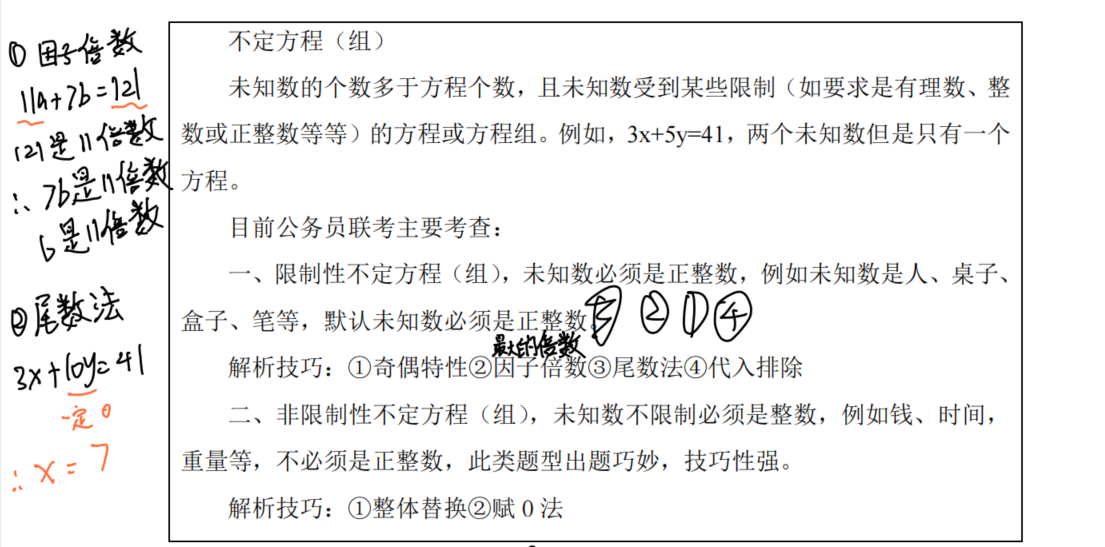 ①因子倍数
11a+7b=121
121是11倍数
∴7b是11倍数
b是11倍数
②尾数法
3x+10y=41
一定0
∴x=7
不定方程（组）
未知数的个数多于方程个数，且未知数受到某些限制（如要求是有理数、整
数或正整数等等）的方程或方程组。例如，3x+5y=41，两个未知数但是只有一个
方程。
目前公务员联考主要考查：
一、限制性不定方程（组），未知数必须是正整数，例如未知数是人、桌子、
盒子、笔等，默认未知数必须是正整数。③②①④
最大的倍数
解析技巧：①奇偶特性②因子倍数③尾数法④代入排除
二、非限制性不定方程（组），未知数不限制必须是整数，例如钱、时间，
重量等，不必须是正整数，此类题型出题巧妙，技巧性强。
解析技巧：①整体替换②赋 0 法